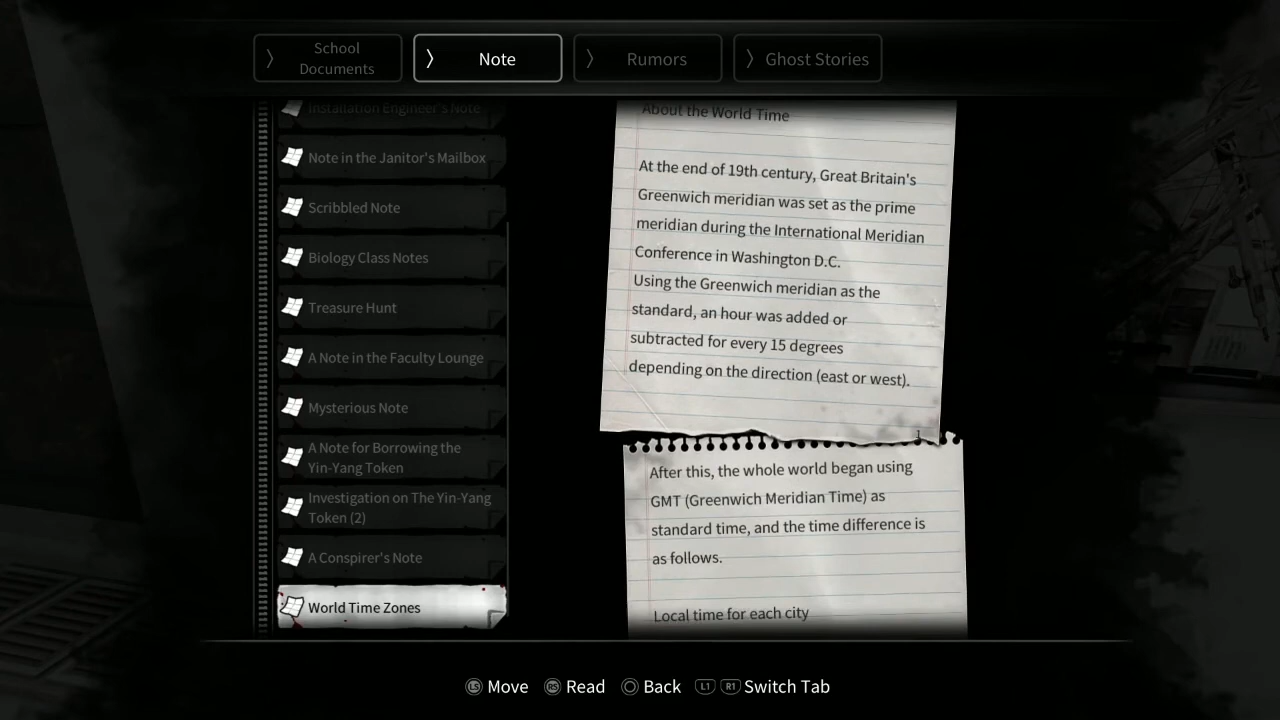 School
Documents
Note
Rumors
Ghost Stories
Installation Engineer's Note
Note in the Janitor's Mailbox
Scribbled Note
Biology Class Notes
Treasure Hunt
A Note in the Faculty Lounge
Mysterious Note
A Note for Borrowing the
Yin-Yang Token
Investigation on The Yin-Yang
Token (2)
A Conspirer's Note
World Time Zones
About the World Time
At the end of 19th century, Great Britain's
Greenwich meridian was set as the prime
meridian during the International Meridian
Conference in Washington D.C.
Using the Greenwich meridian as the
standard, an hour was added or
subtracted for every 15 degrees
depending on the direction (east or west).
1
After this, the whole world began using
GMT (Greenwich Meridian Time) as
standard time, and the time difference is
as follows.
Local time for each city
LS Move RS Read Back L1 R1 Switch Tab